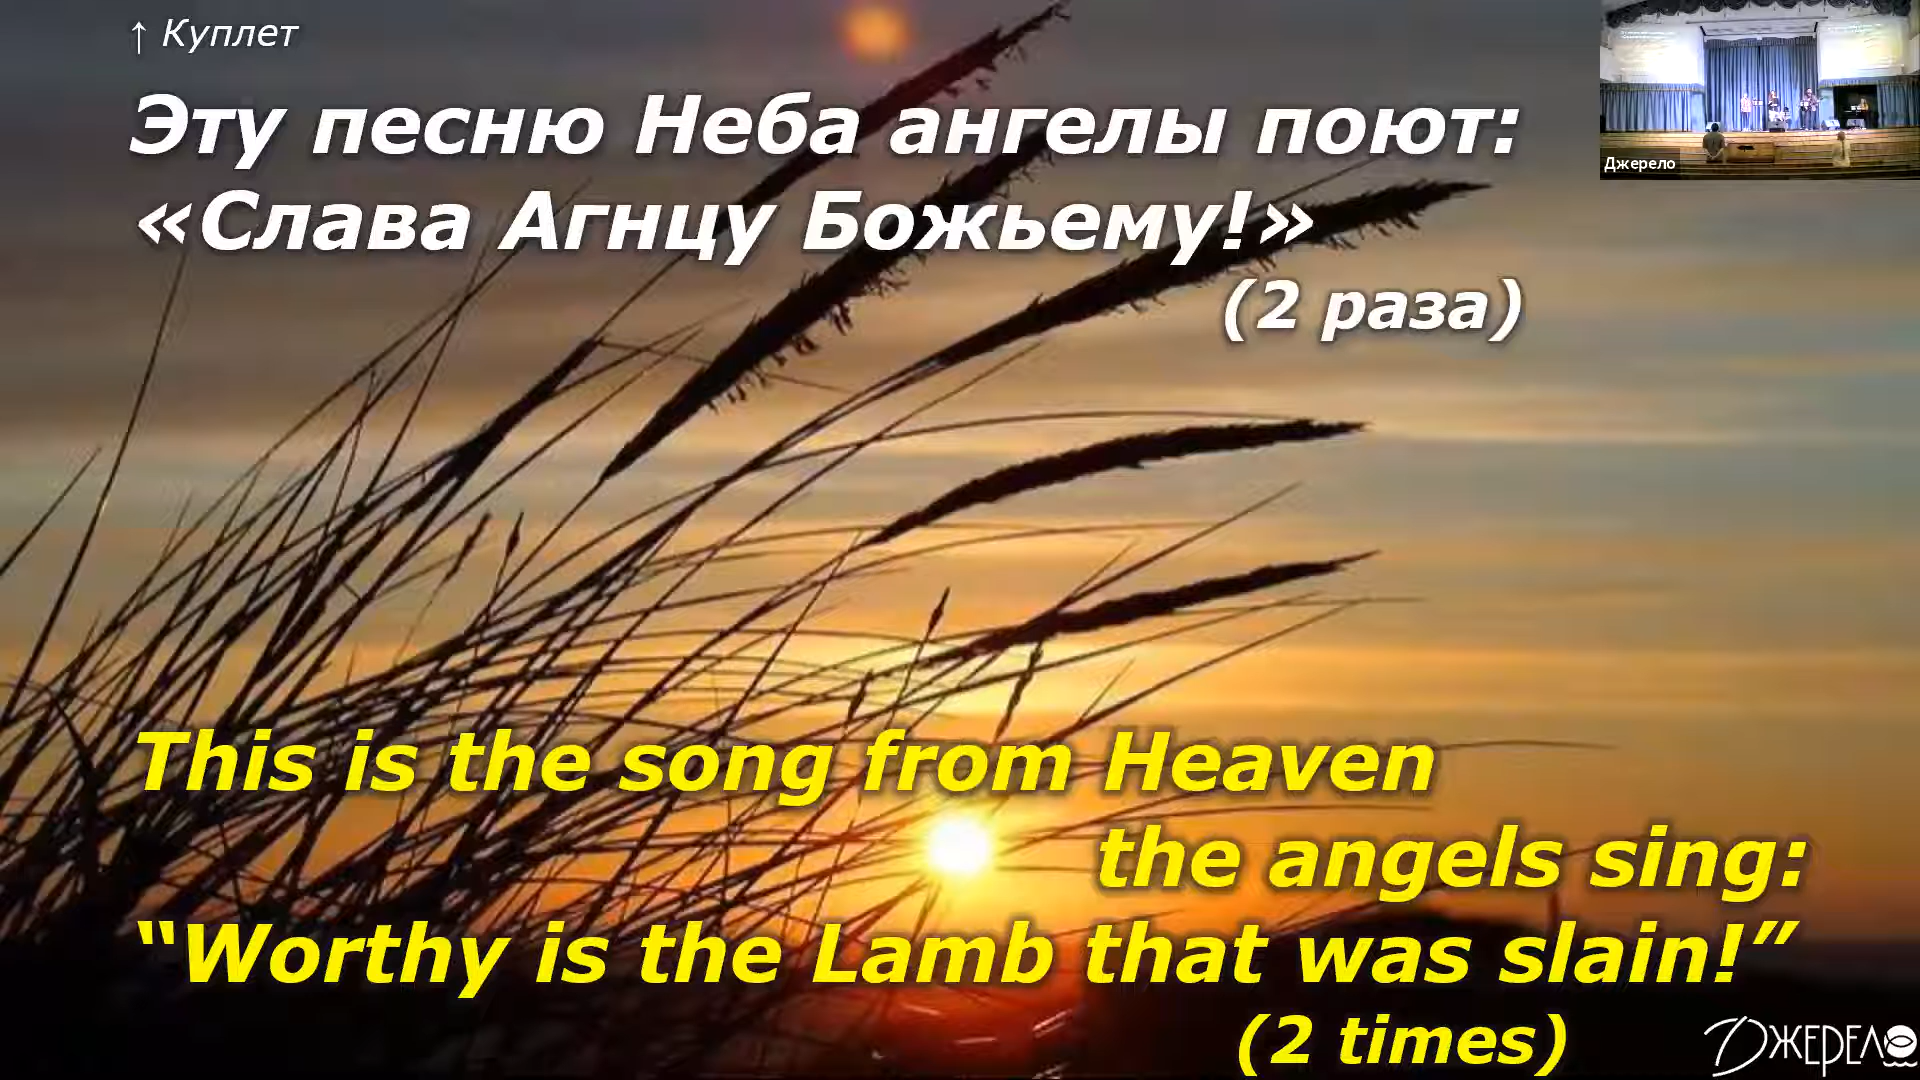 ↑ Куплет
Эту песню Неба ангелы поют:
«Слава Агнцу Божьему!»
(2 раза)
Джерело
This is the song from Heaven
the angels sing:
“Worthy is the Lamb that was slain!”
(2 times)
ДЖЕРЕЛО